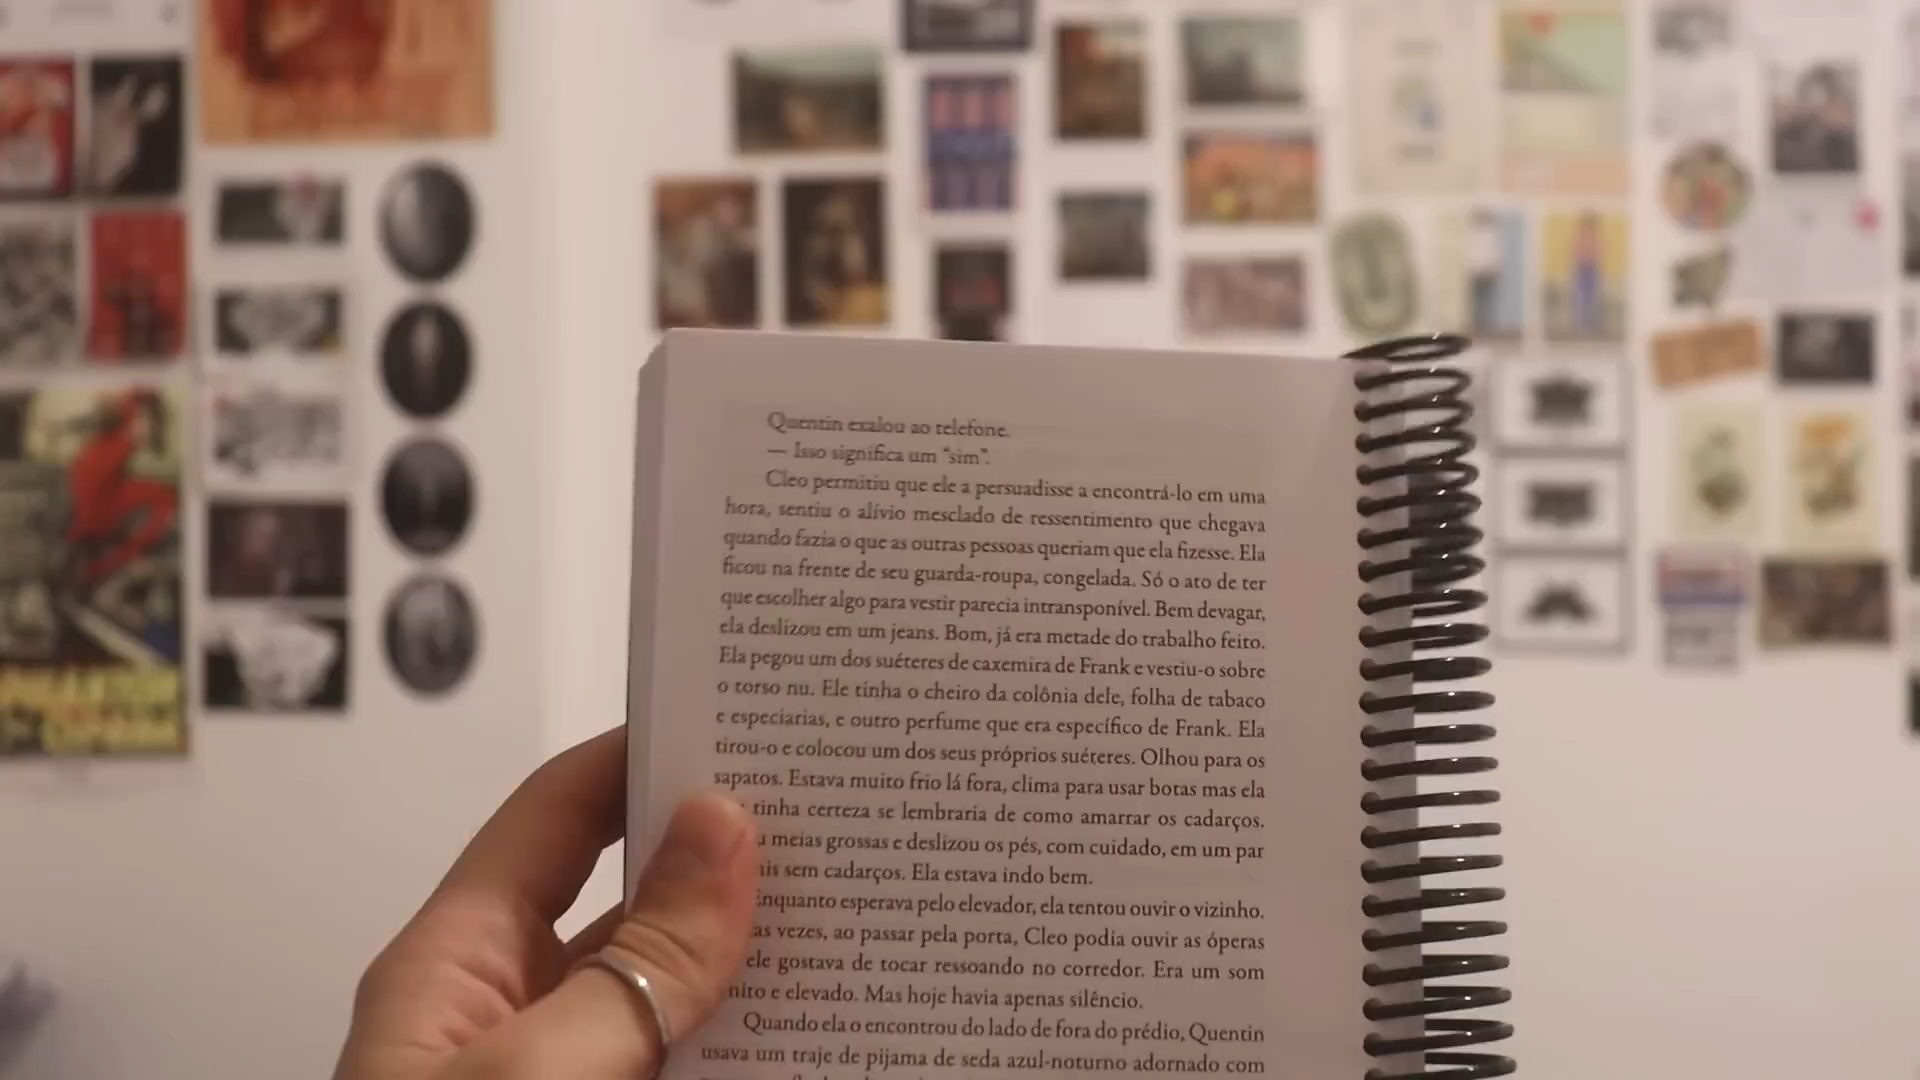 Quentin exalou ao telefone.
— Isso significa um "sim".
Cleo permitiu que ele a persuadisse a encontrá-lo em uma
hora, sentiu o alívio mesclado de ressentimento que chegava
quando fazia o que as outras pessoas queriam que ela fizesse. Ela
ficou na frente de seu guarda-roupa, congelada. Só o ato de ter
que escolher algo para vestir parecia intransponível. Bem devagar,
ela deslizou em um jeans. Bom, já era metade do trabalho feito.
Ela pegou um dos suéteres de caxemira de Frank e vestiu-o sobre
o torso nu. Ele tinha o cheiro da colônia dele, folha de tabaco
e especiarias, e outro perfume que era específico de Frank. Ela
tirou-o e colocou um dos seus próprios suéteres. Olhou para os
sapatos. Estava muito frio lá fora, clima para usar botas mas ela
tinha certeza se lembraria de como amarrar os cadarços.
meias grossas e deslizou os pés, com cuidado, em um par
sem cadarços. Ela estava indo bem.
Enquanto esperava pelo elevador, ela tentou ouvir o vizinho.
vezes, ao passar pela porta, Cleo podia ouvir as óperas
ele gostava de tocar ressoando no corredor. Era um som
e elevado. Mas hoje havia apenas silêncio.
Quando ela o encontrou do lado de fora do prédio, Quentin
usava um traje de pijama de seda azul-noturno adornado com